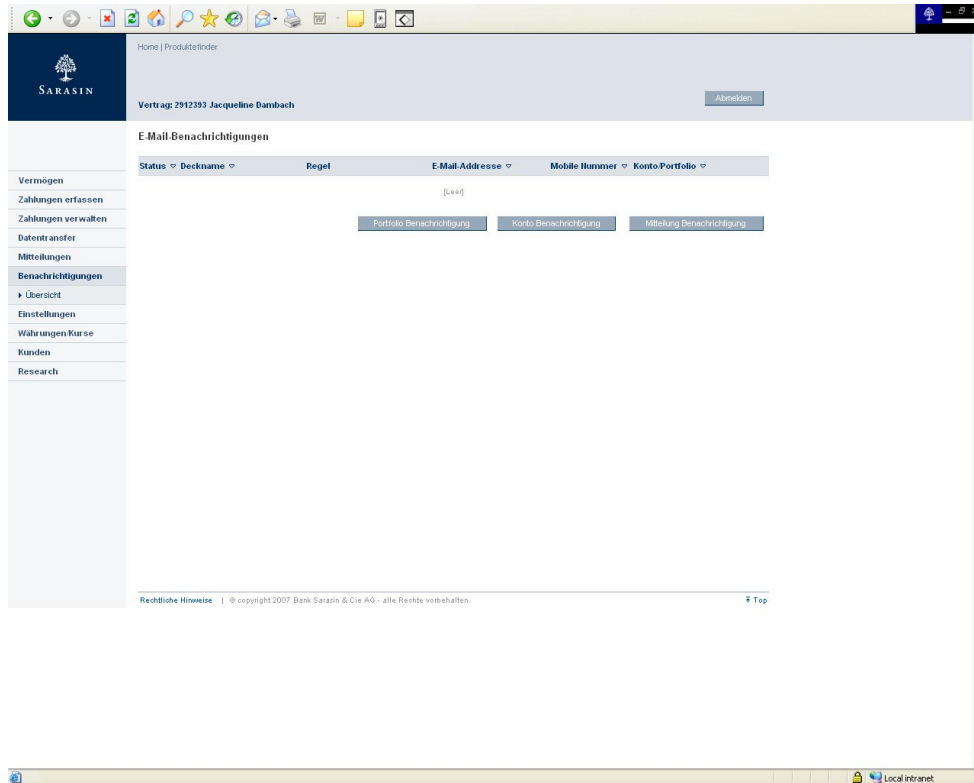 Home | Produktefinder
SARASIN
Vertrag: 2912393 Jacqueline Dambach
Abmelden
E-Mail-Benachrichtigungen
Status Deckname Regel E-Mail-Addresse Mobile Nummer Konto/Portfolio
[Leer]
Portfolio Benachrichtigung Konto Benachrichtigung Mitteilung Benachrichtigung
Vermögen
Zahlungen erfassen
Zahlungen verwalten
Datentransfer
Mitteilungen
Benachrichtigungen
Übersicht
Einstellungen
Währungen/Kurse
Kunden
Research
Rechtliche Hinweise | © copyright 2007 Bank Sarasin & Cie AG - alle Rechte vorbehalten. Top
Local intranet